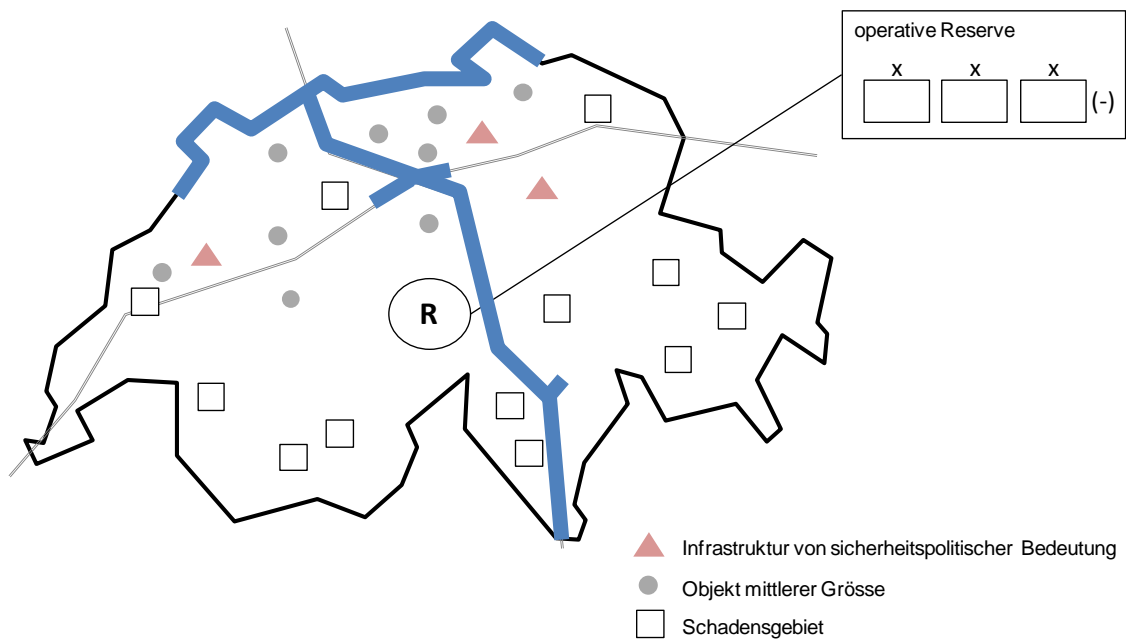 operative Reserve
x x x
(-)
R
Infrastruktur von sicherheitspolitischer Bedeutung
Objekt mittlerer Grösse
Schadensgebiet